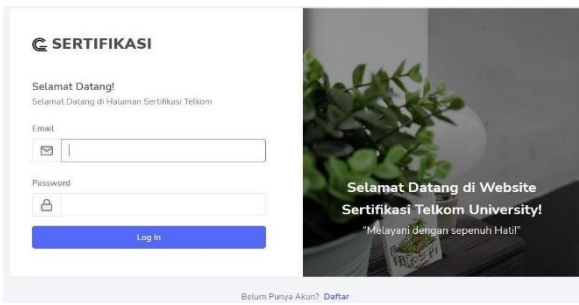 SERTIFIKASI
Selamat Datang!
Selamat Datang di Halaman Sertifikasi Telkom
Email
Password
Log In
Selamat Datang di Website
Sertifikasi Telkom University!
"Melayani dengan sepenuh Hati!"
Belum Punya Akun? Daftar